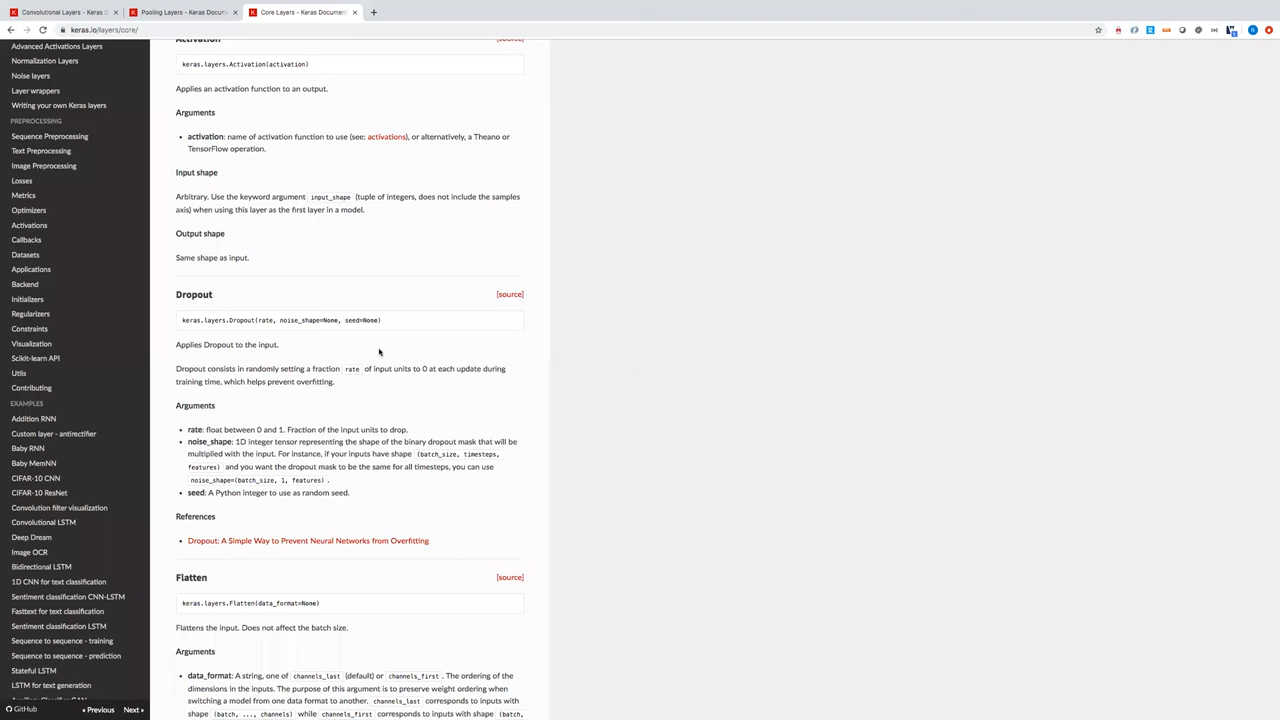 Convolutional Layers - Keras D
Pooling Layers - Keras Docum
Core Layers - Keras Document
keras.io/layers/core/
Advanced Activations Layers
Normalization Layers
Noise layers
Layer wrappers
Writing your own Keras layers
PREPROCESSING
Sequence Preprocessing
Text Preprocessing
Image Preprocessing
Losses
Metrics
Optimizers
Activations
Callbacks
Datasets
Applications
Backend
Initializers
Regularizers
Constraints
Visualization
Scikit-learn API
Utils
Contributing
EXAMPLES
Addition RNN
Custom layer - antirectifier
Baby RNN
Baby MemNN
CIFAR-10 CNN
CIFAR-10 ResNet
Convolution filter visualization
Convolutional LSTM
Deep Dream
Image OCR
Bidirectional LSTM
1D CNN for text classification
Sentiment classification CNN-LSTM
Fasttext for text classification
Sentiment classification LSTM
Sequence to sequence - training
Sequence to sequence - prediction
Stateful LSTM
LSTM for text generation
GitHub
« Previous
Next »
Activation
[source]
keras.layers.Activation(activation)
Applies an activation function to an output.
Arguments
• activation: name of activation function to use (see: activations), or alternatively, a Theano or
TensorFlow operation.
Input shape
Arbitrary. Use the keyword argument input_shape (tuple of integers, does not include the samples
axis) when using this layer as the first layer in a model.
Output shape
Same shape as input.
Dropout
[source]
keras.layers.Dropout(rate, noise_shape=None, seed=None)
Applies Dropout to the input.
Dropout consists in randomly setting a fraction rate of input units to 0 at each update during
training time, which helps prevent overfitting.
Arguments
• rate: float between 0 and 1. Fraction of the input units to drop.
• noise_shape: 1D integer tensor representing the shape of the binary dropout mask that will be
multiplied with the input. For instance, if your inputs have shape (batch_size, timesteps,
features) and you want the dropout mask to be the same for all timesteps, you can use
noise_shape=(batch_size, 1, features).
• seed: A Python integer to use as random seed.
References
• Dropout: A Simple Way to Prevent Neural Networks from Overfitting
Flatten
[source]
keras.layers.Flatten(data_format=None)
Flattens the input. Does not affect the batch size.
Arguments
• data_format: A string, one of channels_last (default) or channels_first. The ordering of the
dimensions in the inputs. The purpose of this argument is to preserve weight ordering when
switching a model from one data format to another. channels_last corresponds to inputs with
shape (batch, ..., channels) while channels_first corresponds to inputs with shape (batch,